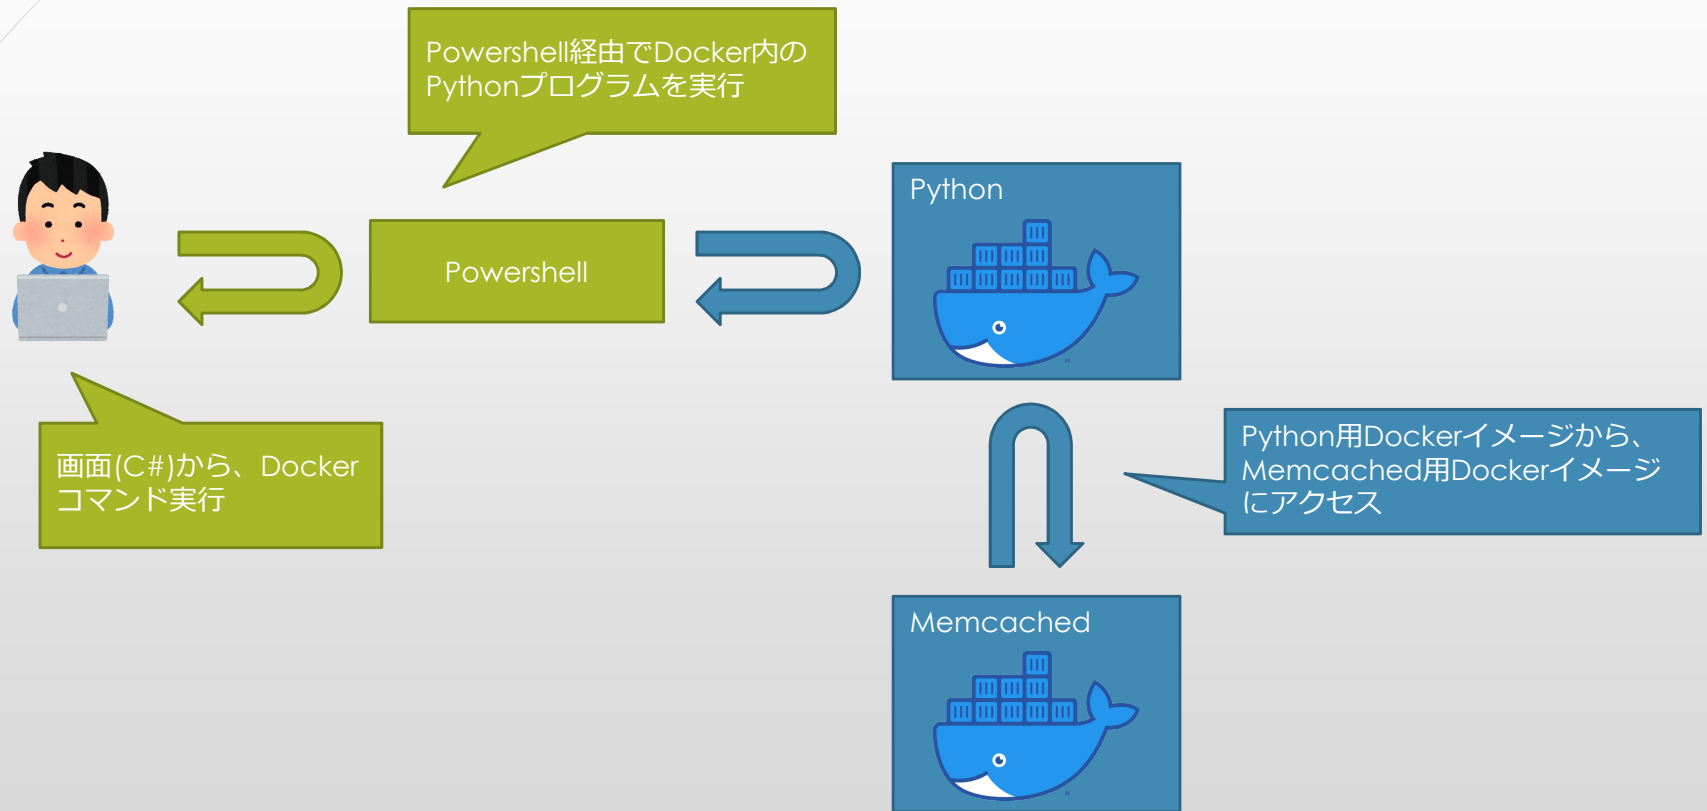 Powershell経由でDocker内の
Pythonプログラムを実行
Python
Powershell
画面(C#)から、Docker
コマンド実行
Python用Dockerイメージから、
Memcached用Dockerイメージ
にアクセス
Memcached